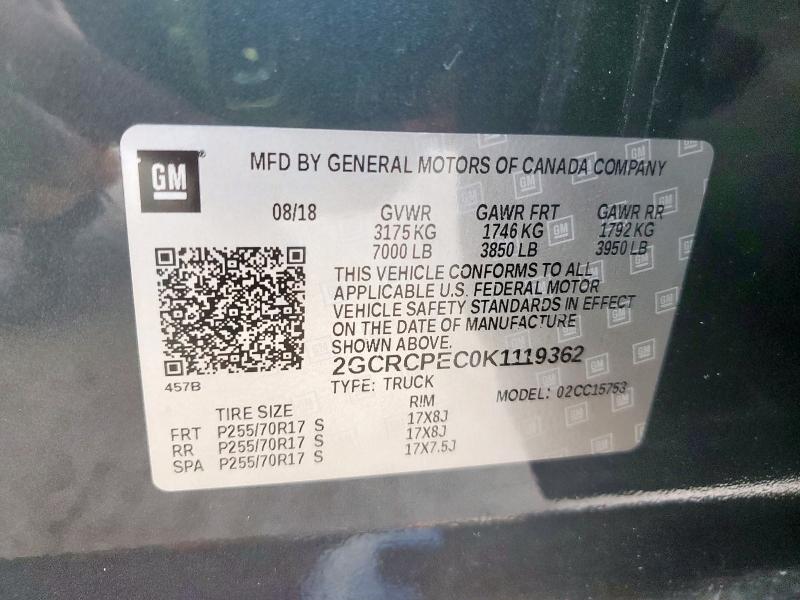 GM
MFD BY GENERAL MOTORS OF CANADA COMPANY
08/18 GVWR GAWR FRT GAWR RR
3175 KG 1746 KG 1792 KG
7000 LB 3850 LB 3950 LB
THIS VEHICLE CONFORMS TO ALL
APPLICABLE U.S. FEDERAL MOTOR
VEHICLE SAFETY STANDARDS IN EFFECT
ON THE DATE OF MANUFACTURE
SHOWN ABOVE.
2GCRCPEC0K1119362
457B
TYPE: TRUCK MODEL: 02CC15753
TIRE SIZE RIM
FRT P255/70R17 S 17X8J
RR P255/70R17 S 17X8J
SPA P255/70R17 S 17X7.5J